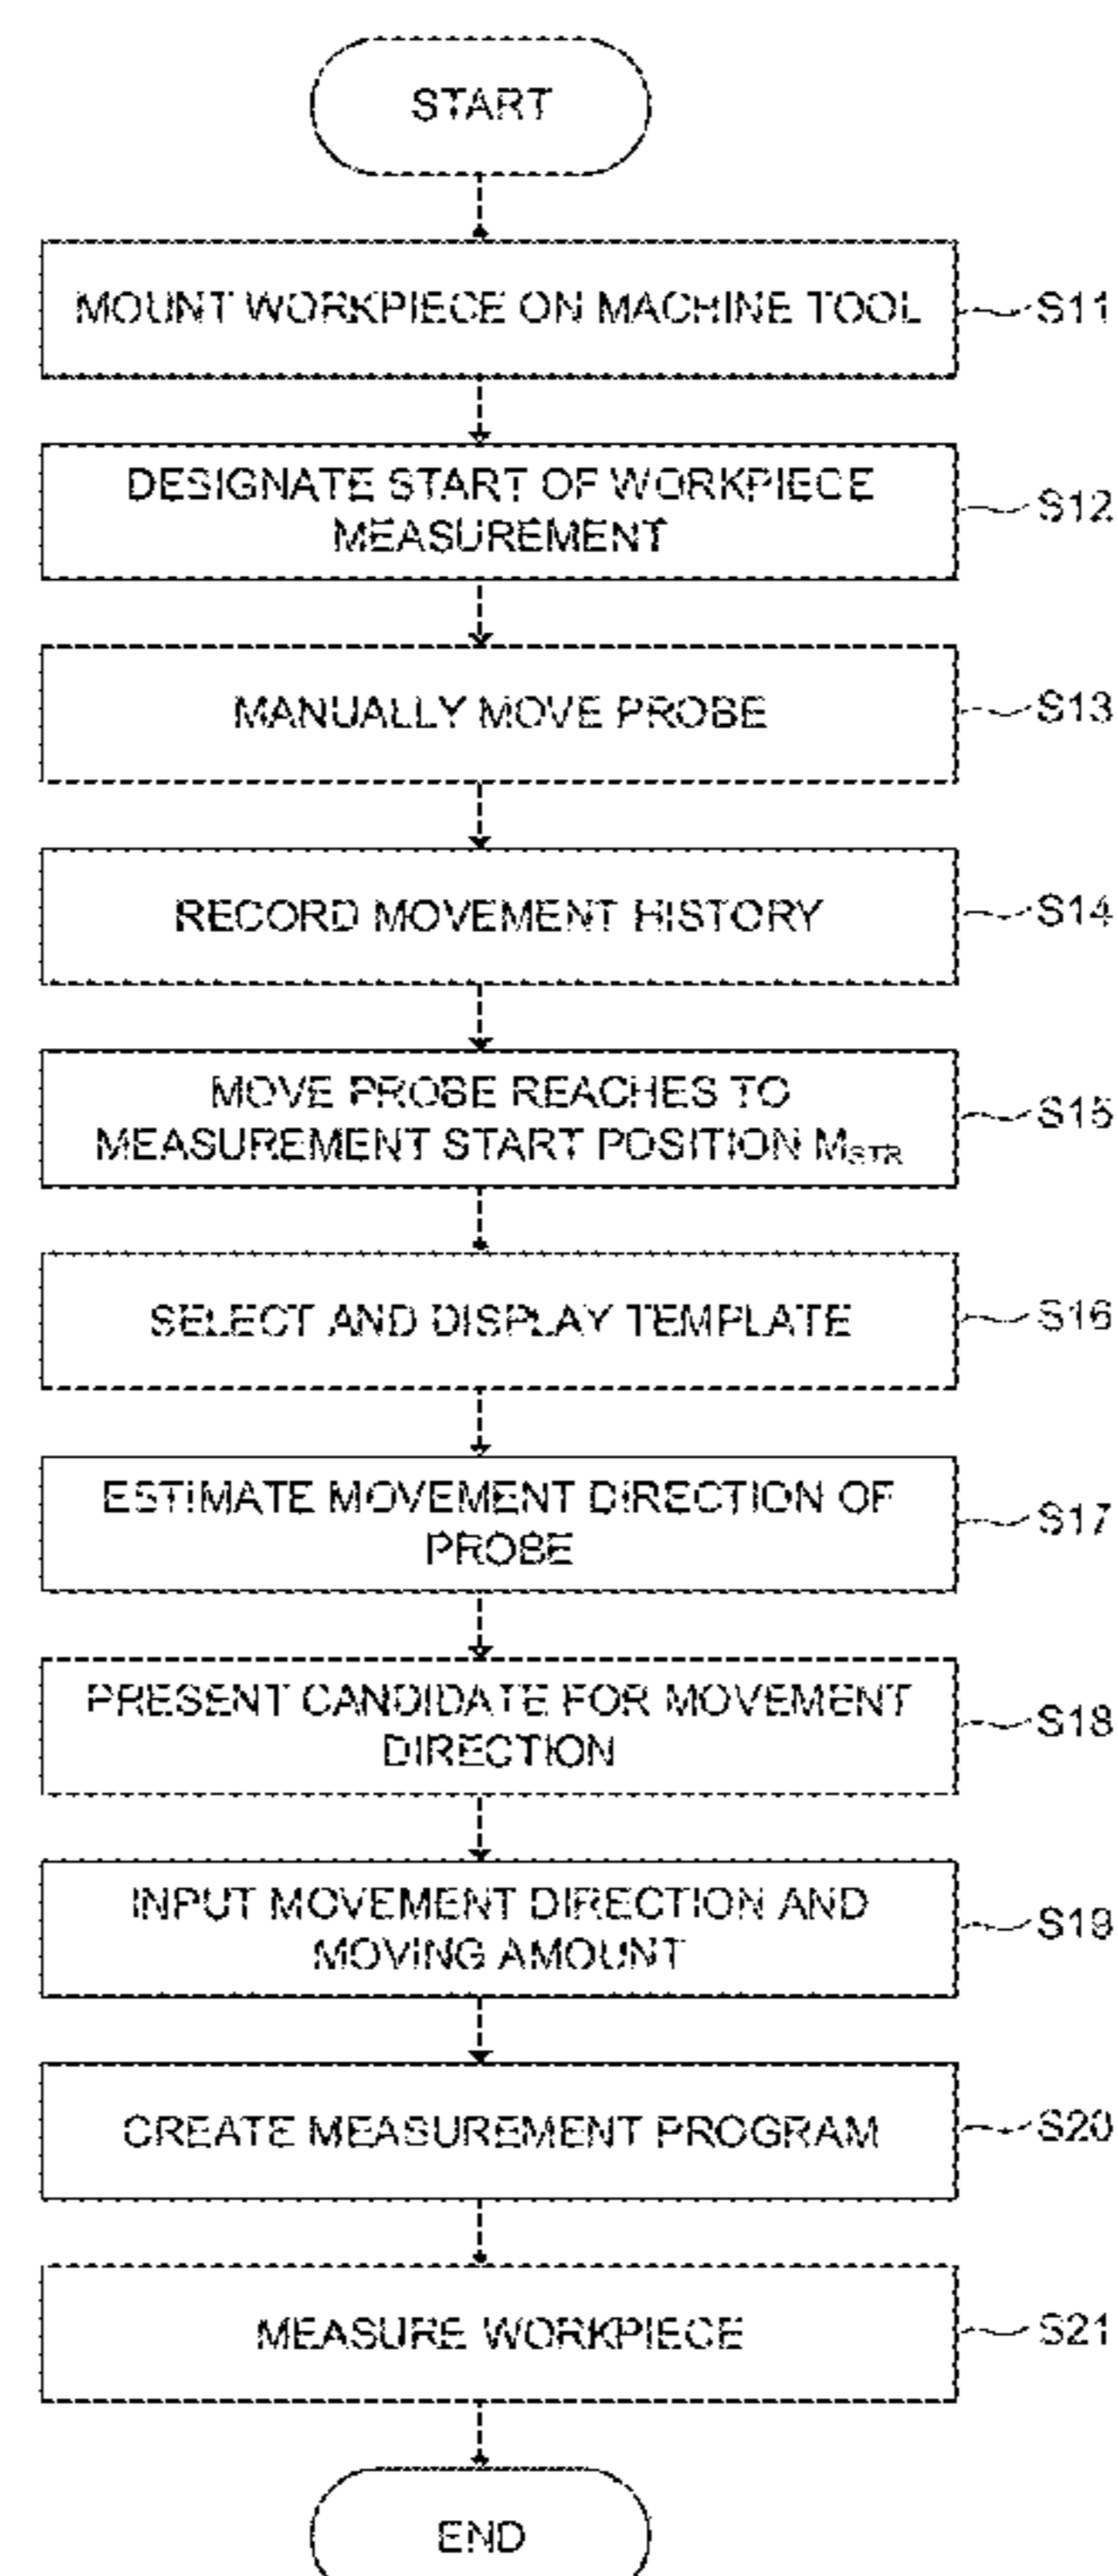 START
MOUNT WORKPIECE ON MACHINE TOOL
S11
DESIGNATE START OF WORKPIECE
MEASUREMENT
S12
MANUALLY MOVE PROBE
S13
RECORD MOVEMENT HISTORY
S14
MOVE PROBE REACHES TO
MEASUREMENT START POSITION MSTR
S15
SELECT AND DISPLAY TEMPLATE
S16
ESTIMATE MOVEMENT DIRECTION OF
PROBE
S17
PRESENT CANDIDATE FOR MOVEMENT
DIRECTION
S18
INPUT MOVEMENT DIRECTION AND
MOVING AMOUNT
S19
CREATE MEASUREMENT PROGRAM
S20
MEASURE WORKPIECE
S21
END